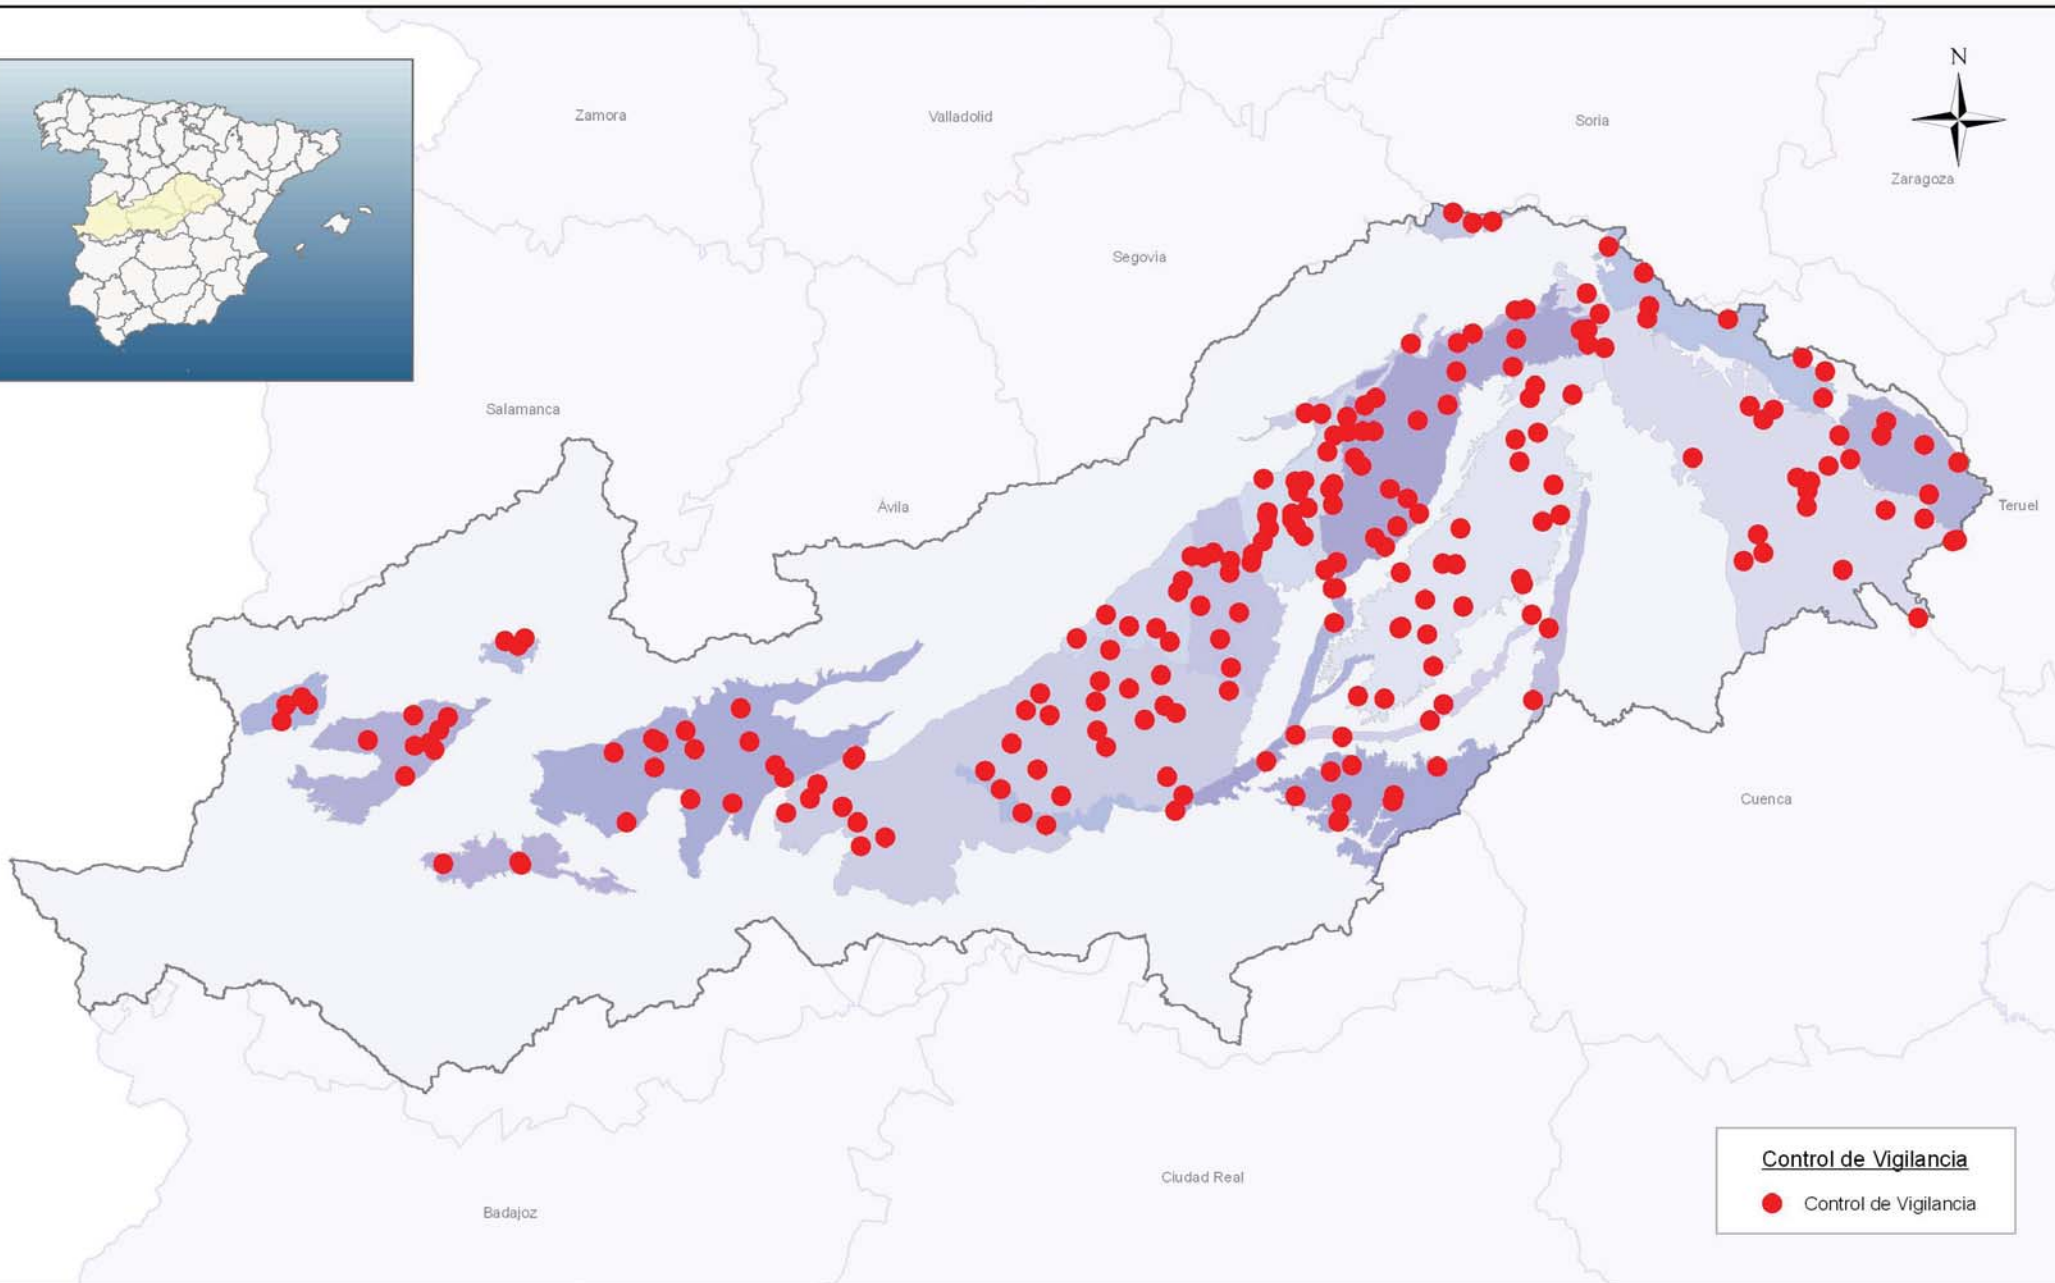 N
Zamora
Valladolid
Soria
Zaragoza
Segovia
Salamanca
Ávila
Teruel
Cuenca
Control de Vigilancia
Control de Vigilancia
Ciudad Real
Badajoz